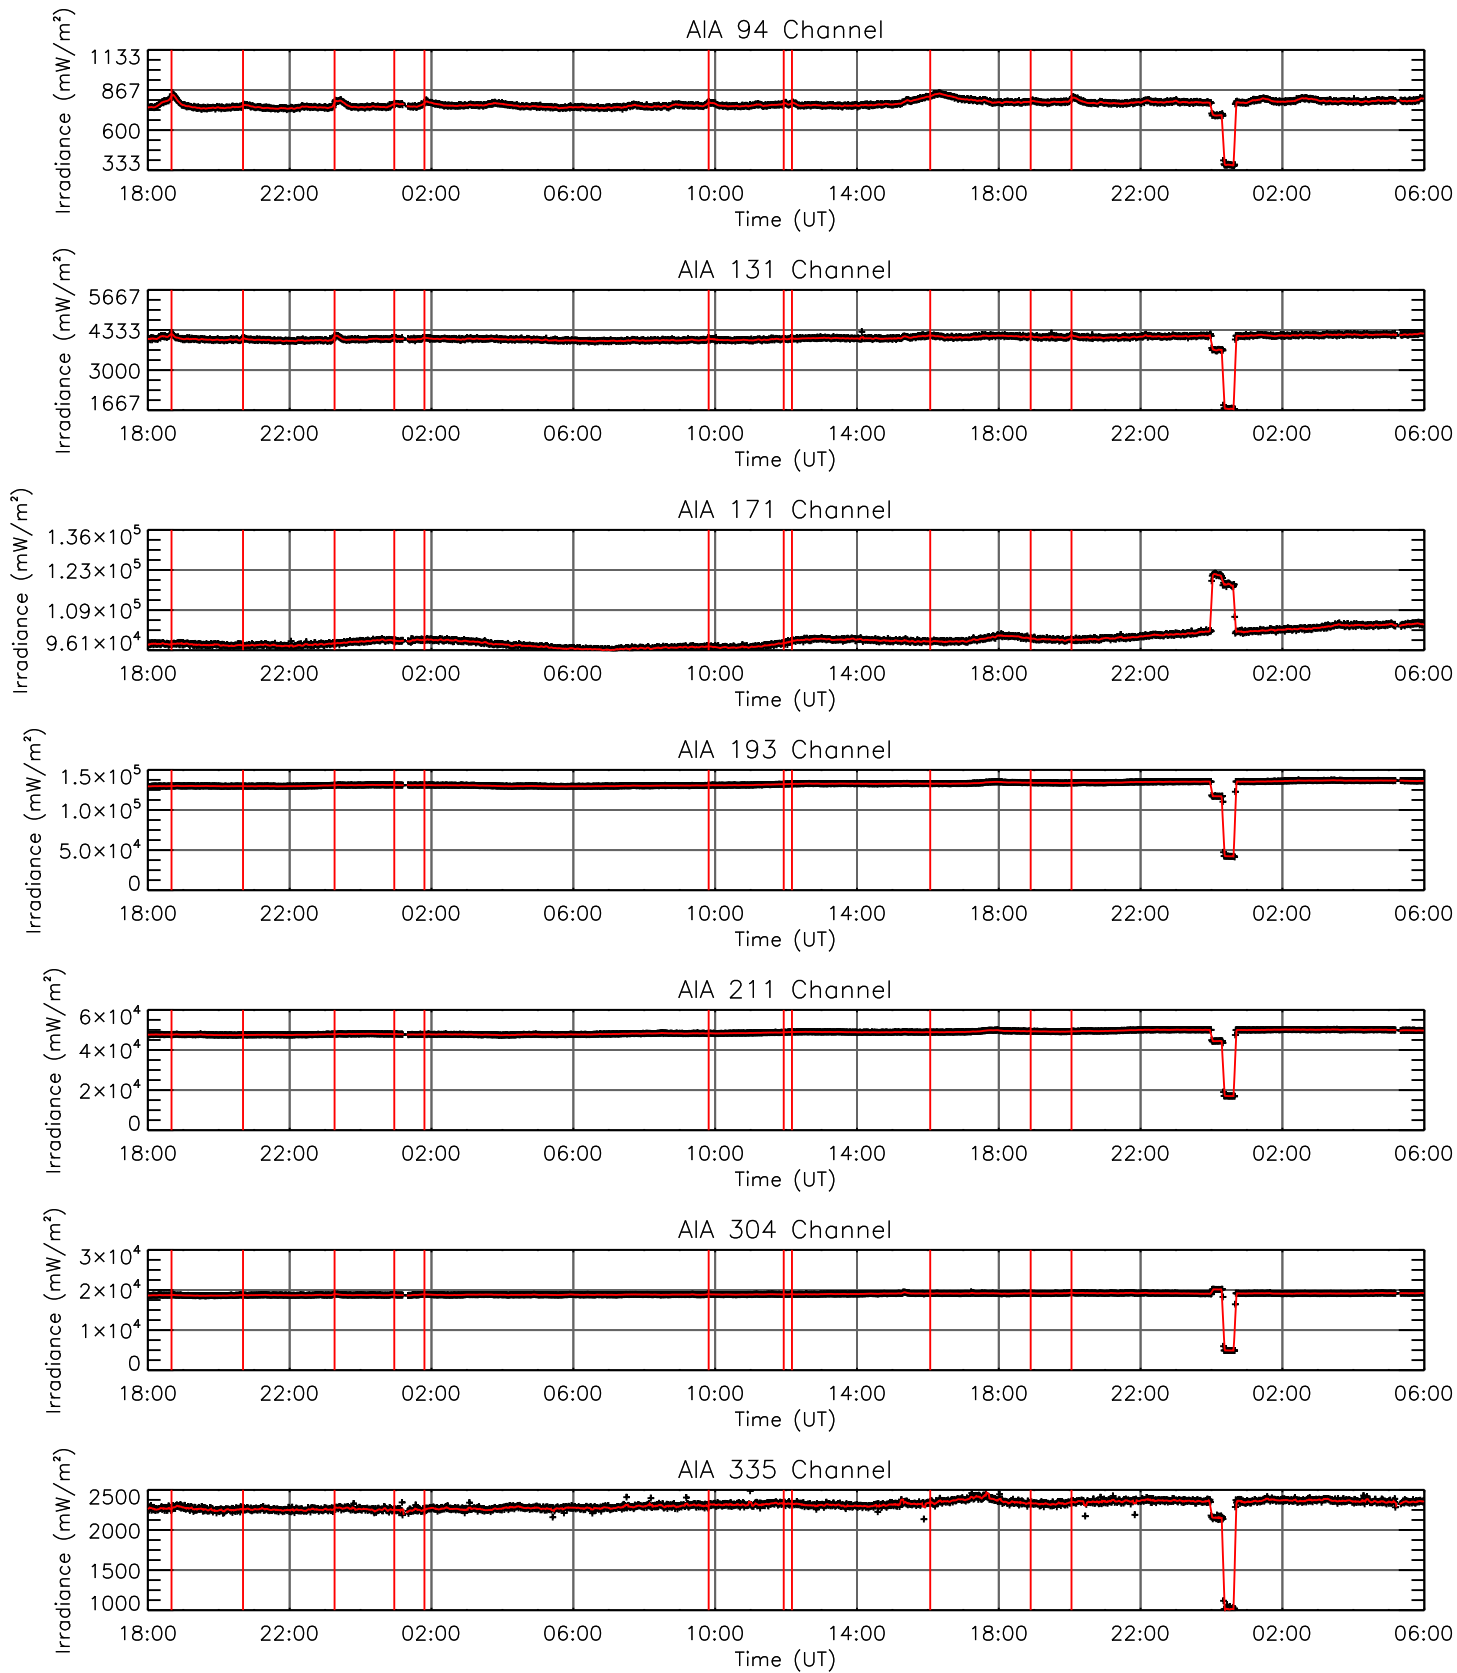 AIA 94 Channel
Irradiance (mW/m²)
1133
867
600
333
18:00 22:00 02:00 06:00 10:00 14:00 18:00 22:00 02:00 06:00
Time (UT)
AIA 131 Channel
Irradiance (mW/m²)
5667
4333
3000
1667
18:00 22:00 02:00 06:00 10:00 14:00 18:00 22:00 02:00 06:00
Time (UT)
AIA 171 Channel
Irradiance (mW/m²)
1.36×10⁵
1.23×10⁵
1.09×10⁵
9.61×10⁴
18:00 22:00 02:00 06:00 10:00 14:00 18:00 22:00 02:00 06:00
Time (UT)
AIA 193 Channel
Irradiance (mW/m²)
1.5×10⁵
1.0×10⁵
5.0×10⁴
0
18:00 22:00 02:00 06:00 10:00 14:00 18:00 22:00 02:00 06:00
Time (UT)
AIA 211 Channel
Irradiance (mW/m²)
6×10⁴
4×10⁴
2×10⁴
0
18:00 22:00 02:00 06:00 10:00 14:00 18:00 22:00 02:00 06:00
Time (UT)
AIA 304 Channel
Irradiance (mW/m²)
3×10⁴
2×10⁴
1×10⁴
0
18:00 22:00 02:00 06:00 10:00 14:00 18:00 22:00 02:00 06:00
Time (UT)
AIA 335 Channel
Irradiance (mW/m²)
2500
2000
1500
1000
18:00 22:00 02:00 06:00 10:00 14:00 18:00 22:00 02:00 06:00
Time (UT)